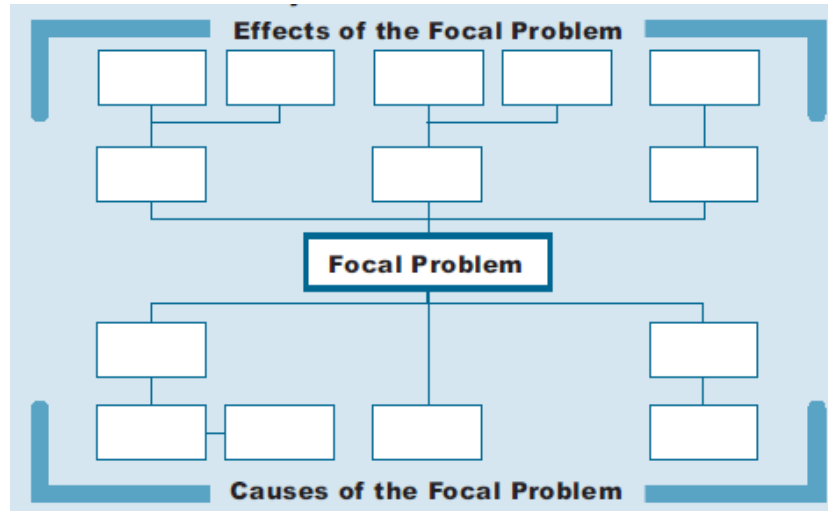 Effects of the Focal Problem
Focal Problem
Causes of the Focal Problem